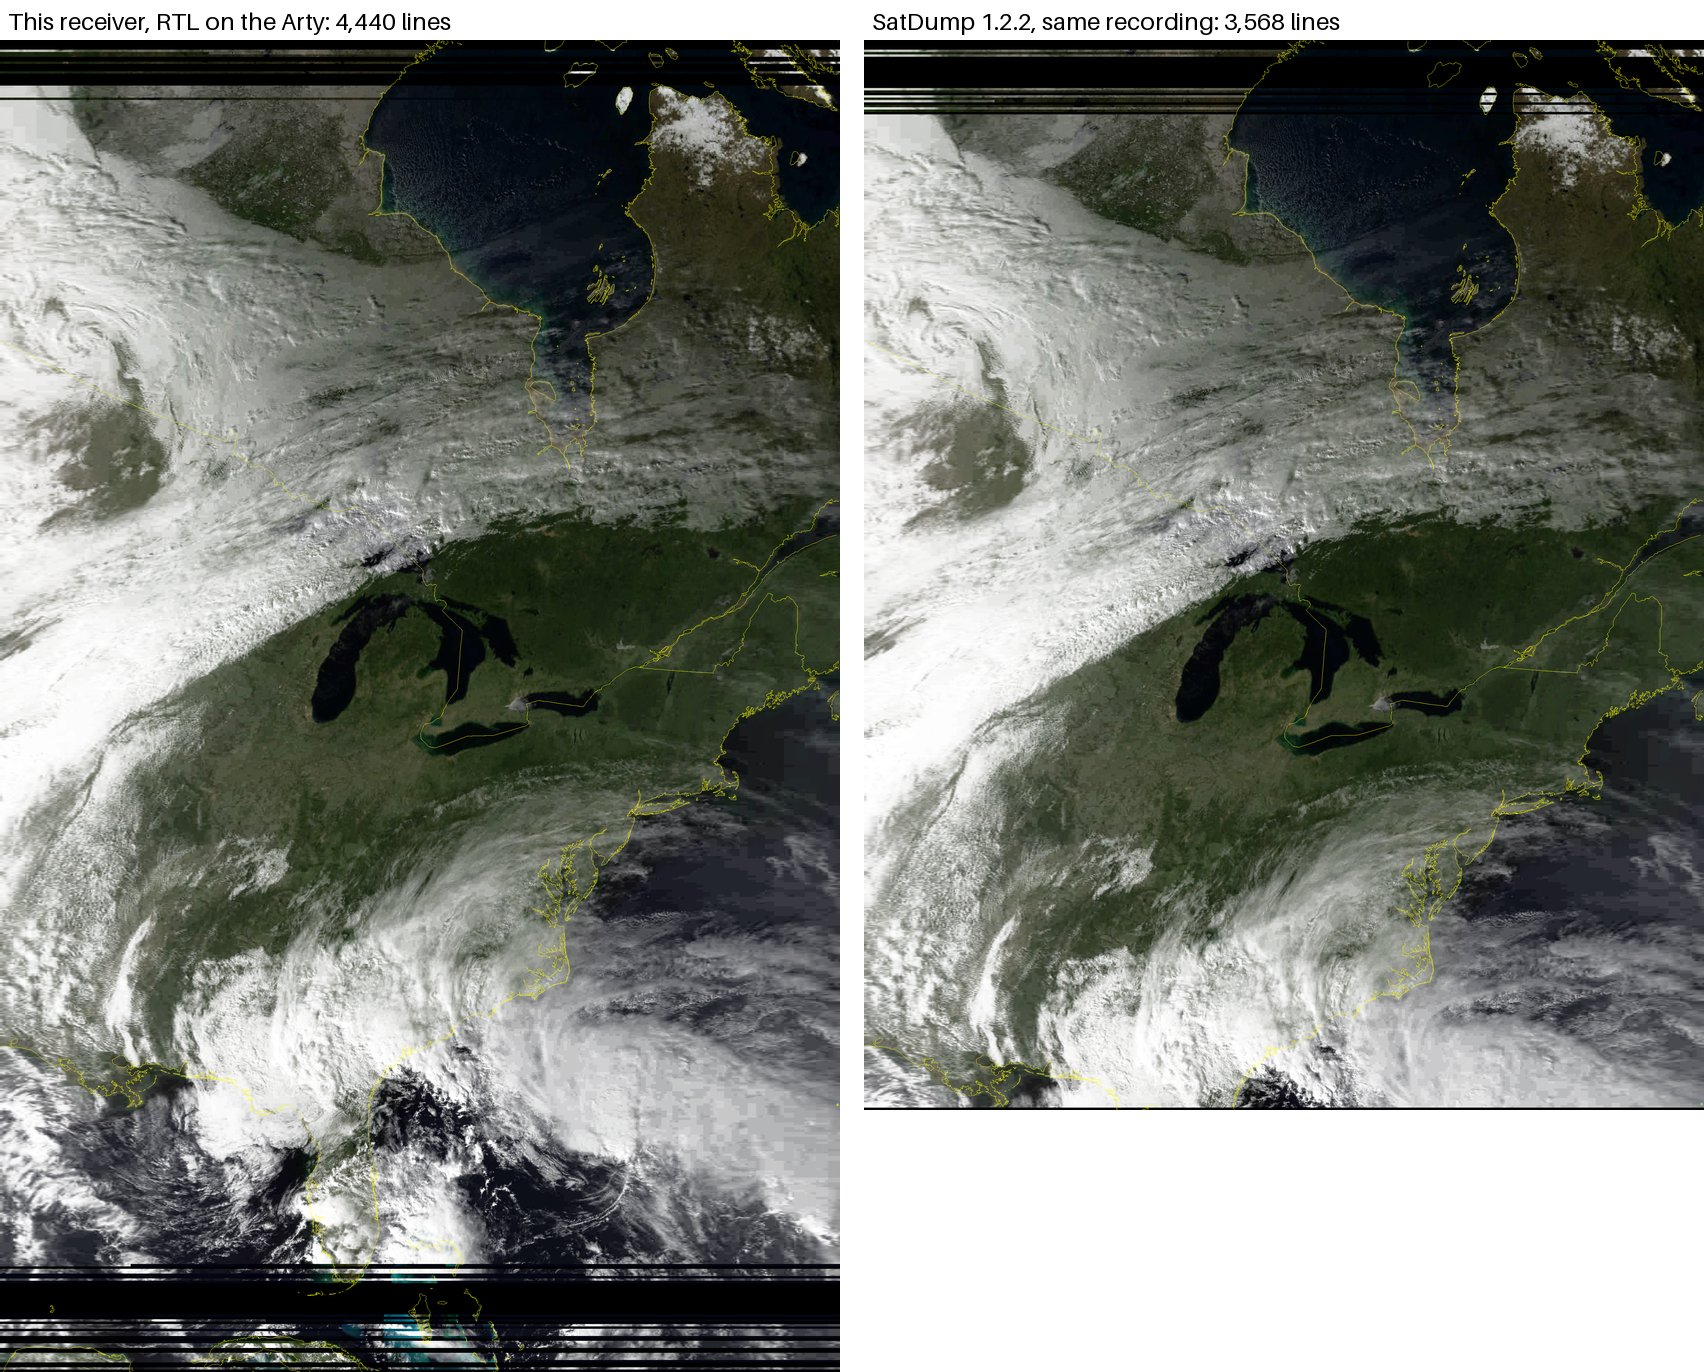 This receiver, RTL on the Arty: 4,440 lines
SatDump 1.2.2, same recording: 3,568 lines